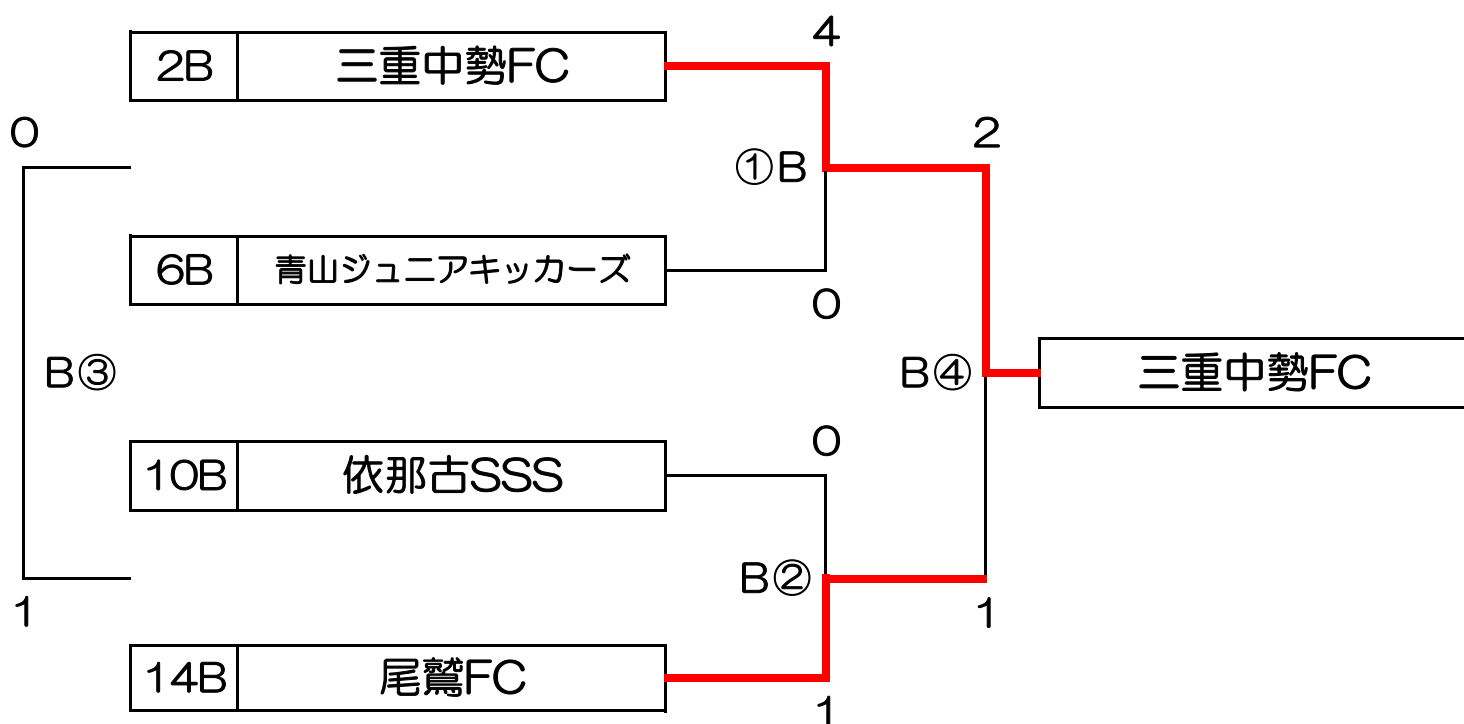 4
2B 三重中勢FC
0
2
①B
6B 青山ジュニアキッカーズ
0
B③
B④
三重中勢FC
0
10B 依那古SSS
B②
1
1
14B 尾鷲FC
1